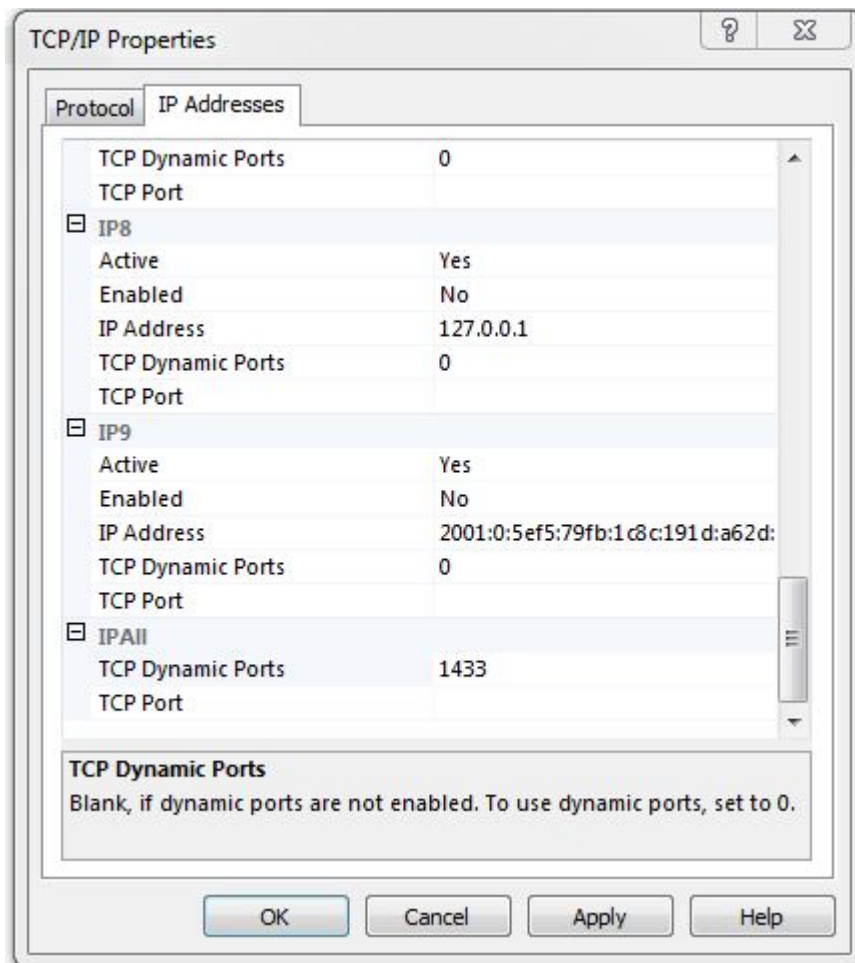 TCP/IP Properties
Protocol IP Addresses
TCP Dynamic Ports 0
TCP Port
IP8
Active Yes
Enabled No
IP Address 127.0.0.1
TCP Dynamic Ports 0
TCP Port
IP9
Active Yes
Enabled No
IP Address 2001:0:5ef5:79fb:1c8c:191d:a62d:
TCP Dynamic Ports 0
TCP Port
IPAll
TCP Dynamic Ports 1433
TCP Port
TCP Dynamic Ports
Blank, if dynamic ports are not enabled. To use dynamic ports, set to 0.
OK Cancel Apply Help